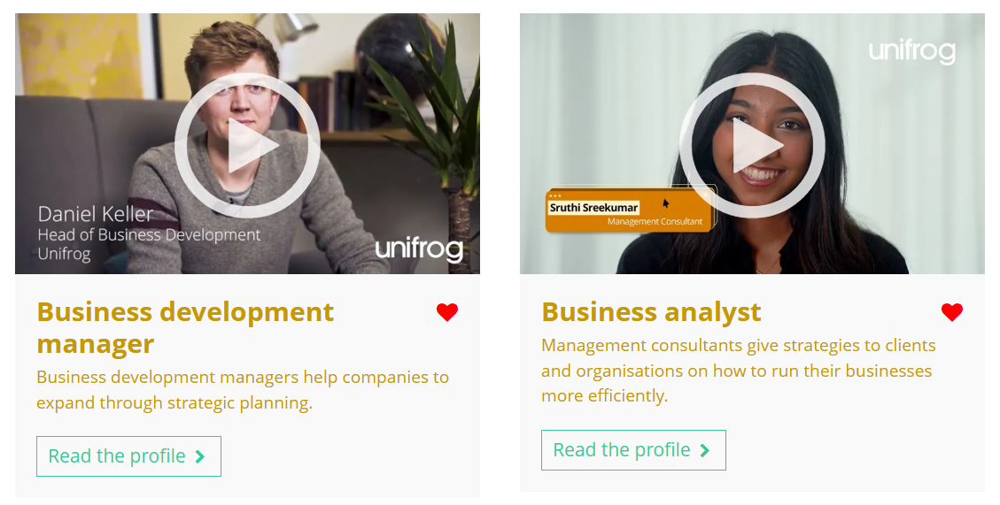 Daniel Keller
Head of Business Development
Unifrog
unifrog
Business development
manager
Business development managers help companies to
expand through strategic planning.
Read the profile
unifrog
Sruthi Sreekumar
Management Consultant
Business analyst
Management consultants give strategies to clients
and organisations on how to run their businesses
more efficiently.
Read the profile